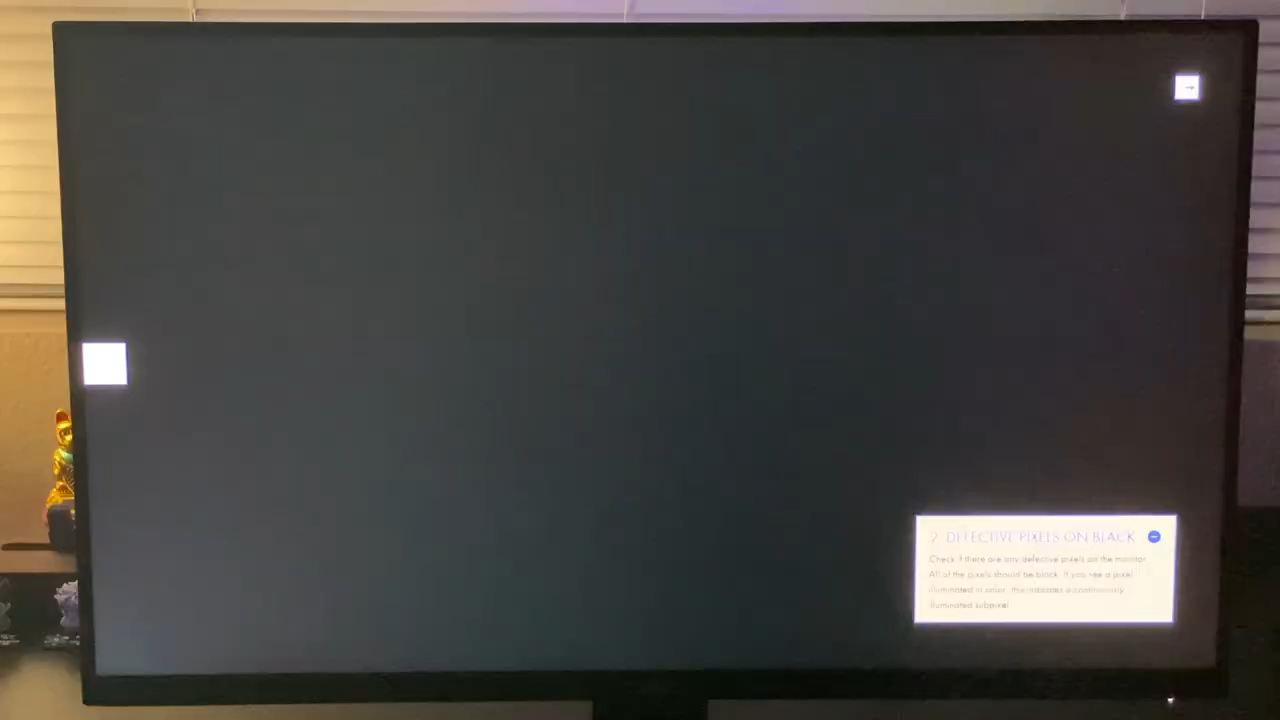 2. DEFECTIVE PIXELS ON BLACK
Check if there are any defective pixels on the monitor.
All of the pixels should be black. If you see a pixel
illuminated in color, this indicates a continuously
illuminated subpixel.